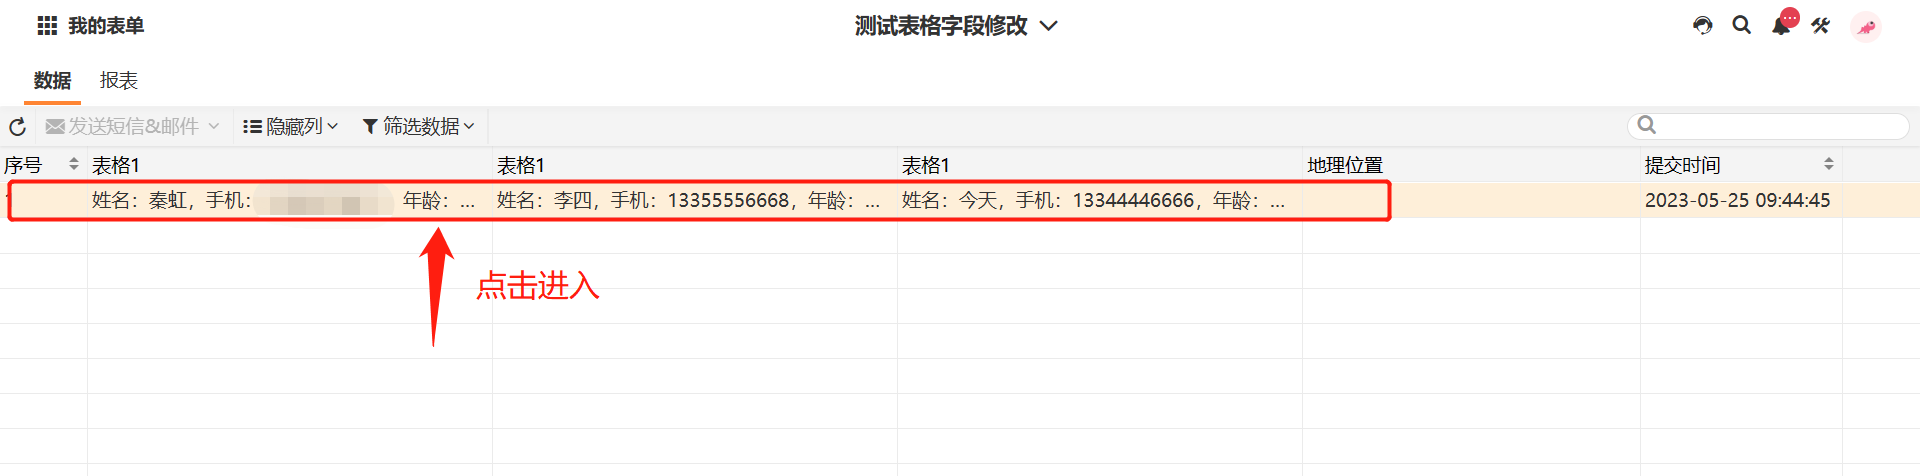 我的表单
测试表格字段修改
数据 报表
发送短信&邮件 隐藏列 筛选数据
序号 表格1 表格1 表格1 地理位置 提交时间
姓名：秦虹，手机： 年龄：... 姓名：李四，手机：13355556668，年龄：... 姓名：今天，手机：13344446666，年龄：... 2023-05-25 09:44:45
点击进入